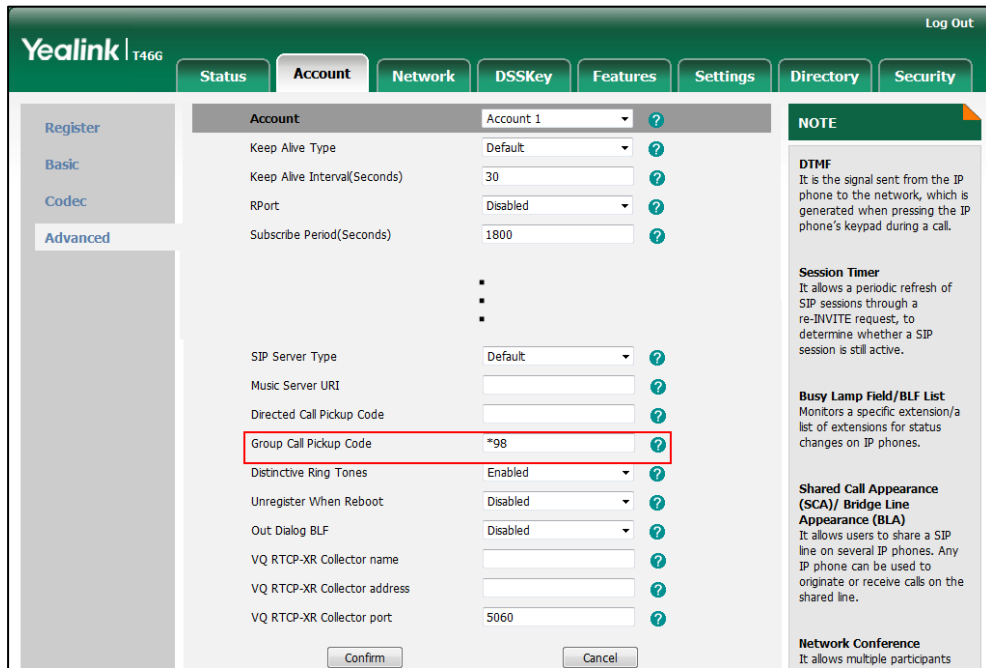 Log Out
Yealink | T46G
Status Account Network DSSKey Features Settings Directory Security
Register
Basic
Codec
Advanced
Account Account 1 ?
Keep Alive Type Default ?
Keep Alive Interval(Seconds) 30 ?
RPort Disabled ?
Subscribe Period(Seconds) 1800 ?
SIP Server Type Default ?
Music Server URI ?
Directed Call Pickup Code ?
Group Call Pickup Code *98 ?
Distinctive Ring Tones Enabled ?
Unregister When Reboot Disabled ?
Out Dialog BLF Disabled ?
VQ RTCP-XR Collector name ?
VQ RTCP-XR Collector address ?
VQ RTCP-XR Collector port 5060 ?
Confirm Cancel
NOTE
DTMF
It is the signal sent from the IP
phone to the network, which is
generated when pressing the IP
phone's keypad during a call.
Session Timer
It allows a periodic refresh of
SIP sessions through a
re-INVITE request, to
determine whether a SIP
session is still active.
Busy Lamp Field/BLF List
Monitors a specific extension/a
list of extensions for status
changes on IP phones.
Shared Call Appearance
(SCA)/ Bridge Line
Appearance (BLA)
It allows users to share a SIP
line on several IP phones. Any
IP phone can be used to
originate or receive calls on the
shared line.
Network Conference
It allows multiple participants